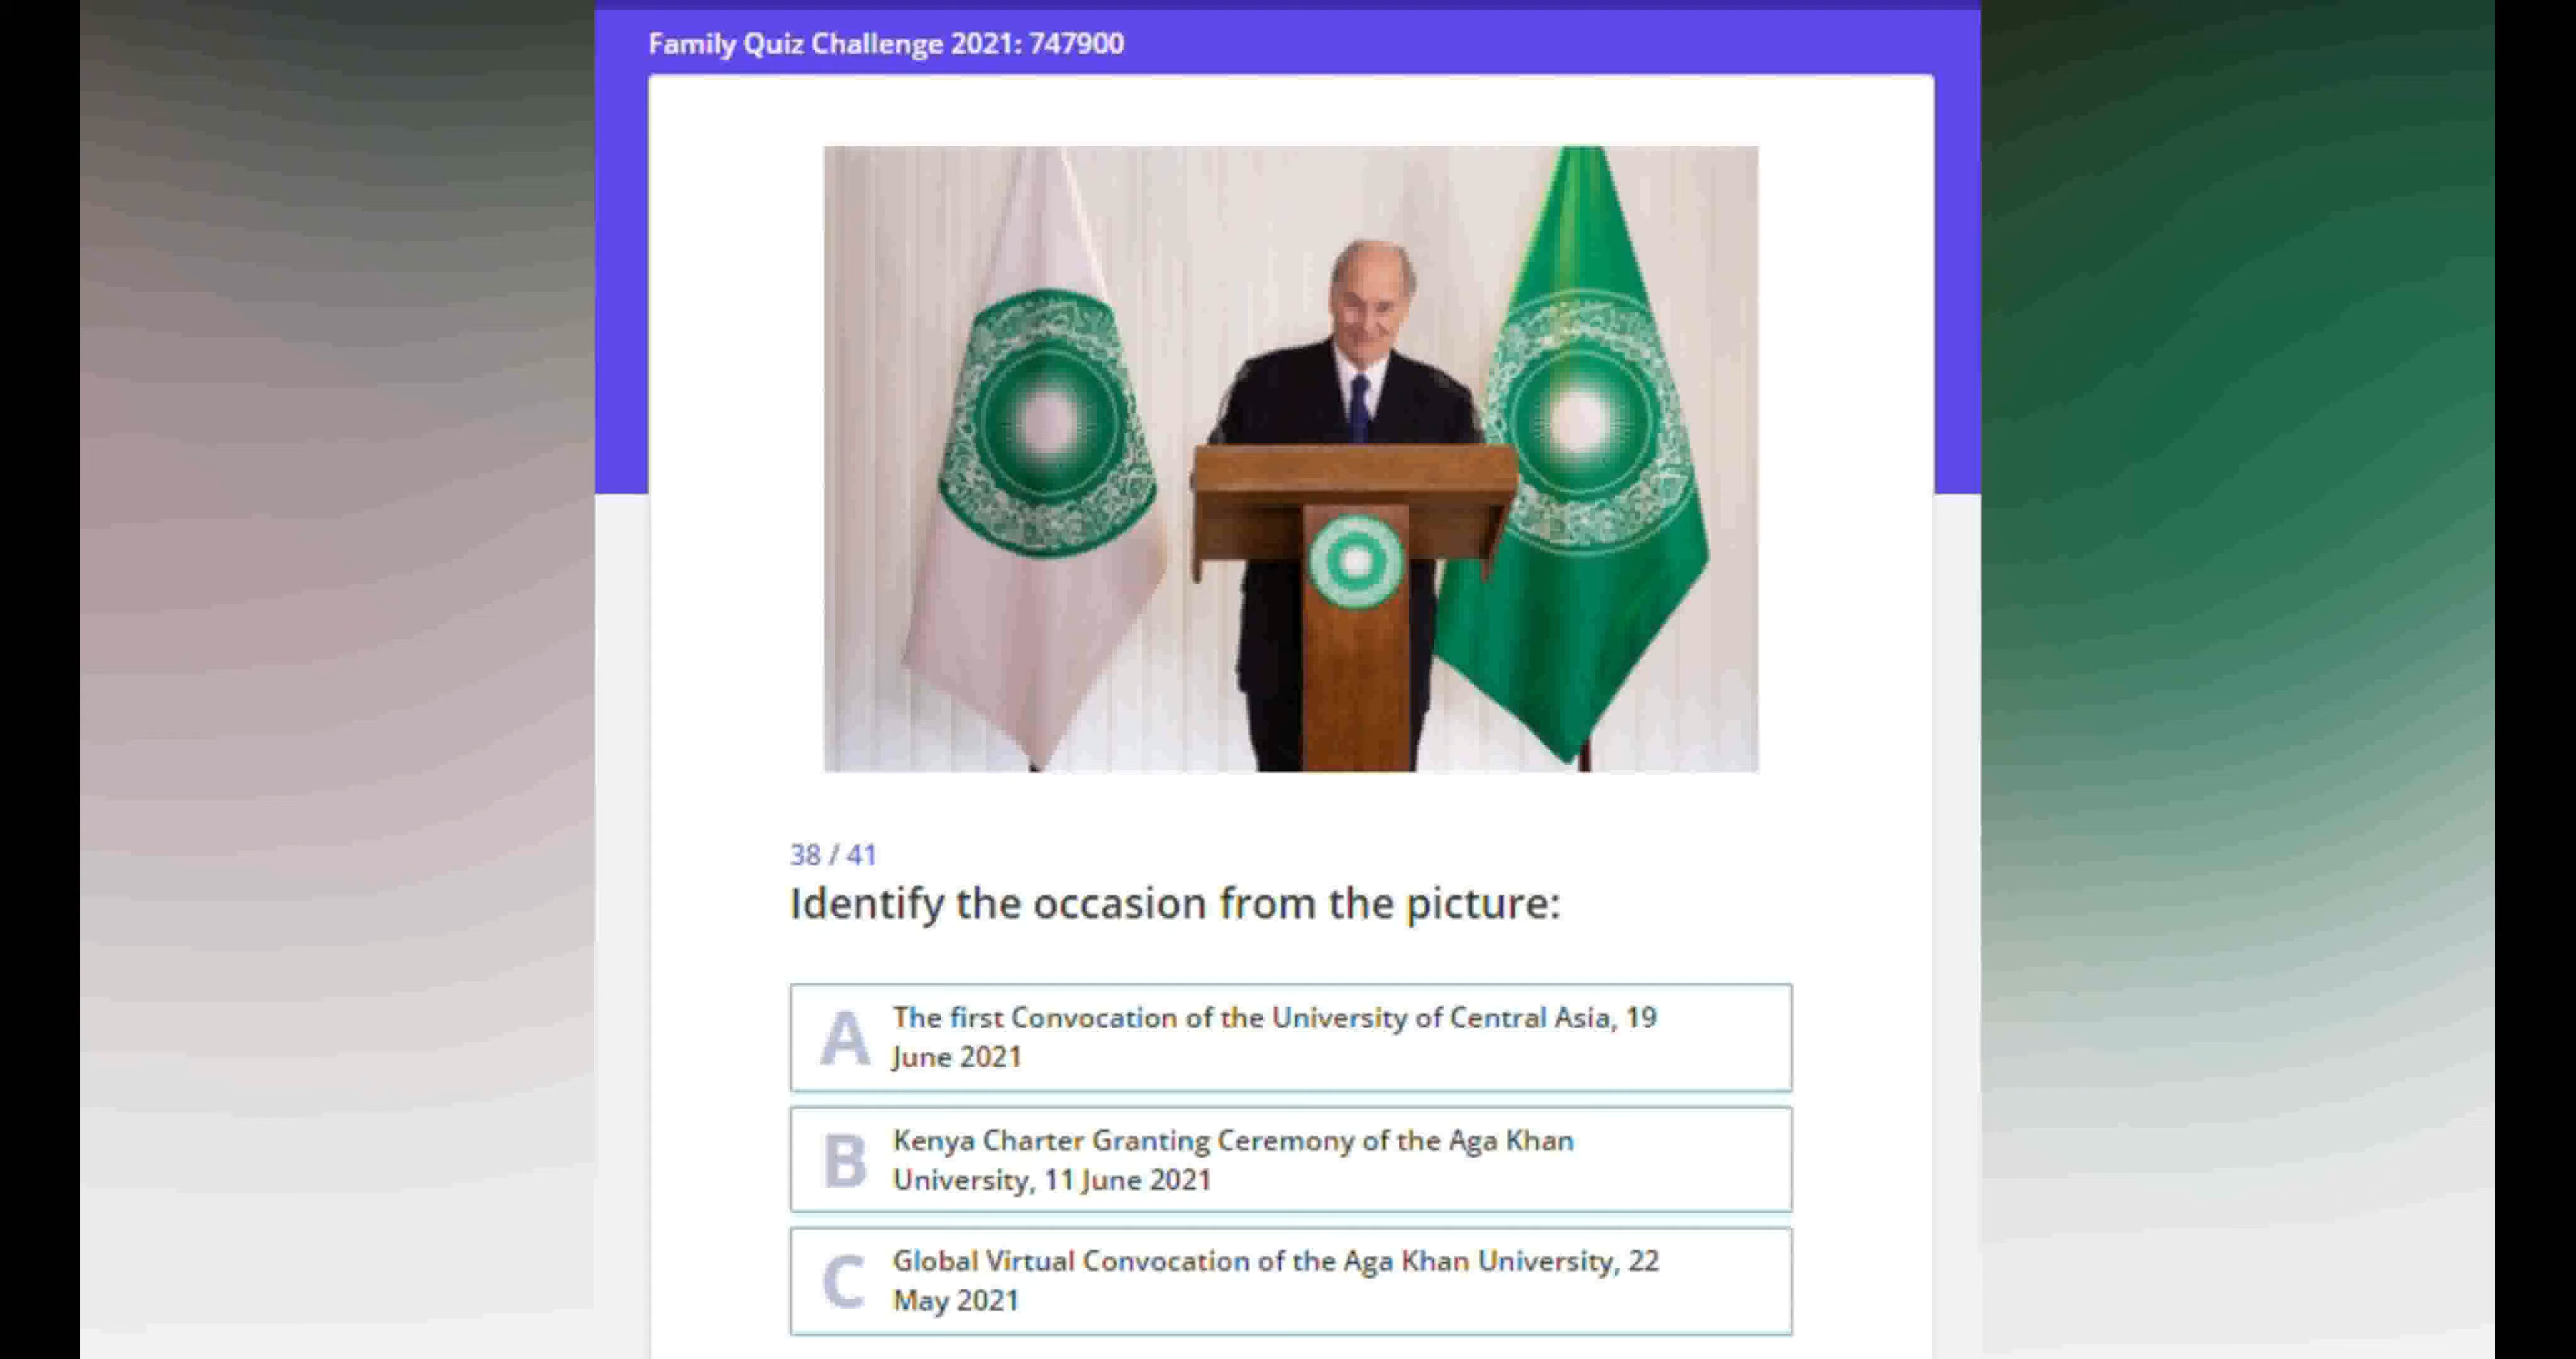 Family Quiz Challenge 2021: 747900
38 / 41
Identify the occasion from the picture:
A
The first Convocation of the University of Central Asia, 19
June 2021
B
Kenya Charter Granting Ceremony of the Aga Khan
University, 11 June 2021
C
Global Virtual Convocation of the Aga Khan University, 22
May 2021